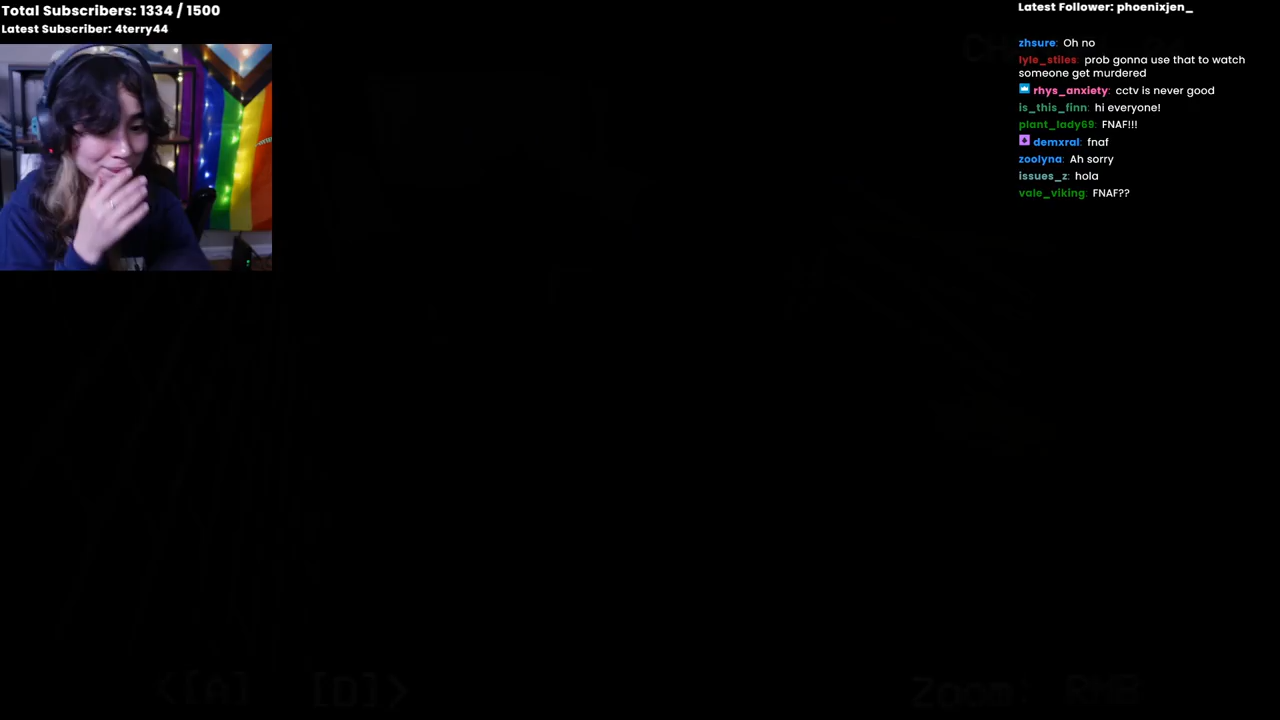 Total Subscribers: 1334 / 1500
Latest Subscriber: 4terry44
Latest Follower: phoenixjen_
zhsure: Oh no
lyle_stiles: prob gonna use that to watch
someone get murdered
rhys_anxiety: cctv is never good
is_this_finn: hi everyone!
plant_lady69: FNAF!!!
demxral: fnaf
zoolyna: Ah sorry
issues_z: hola
vale_viking: FNAF??
<[A] [D]>
Zoom: RMB